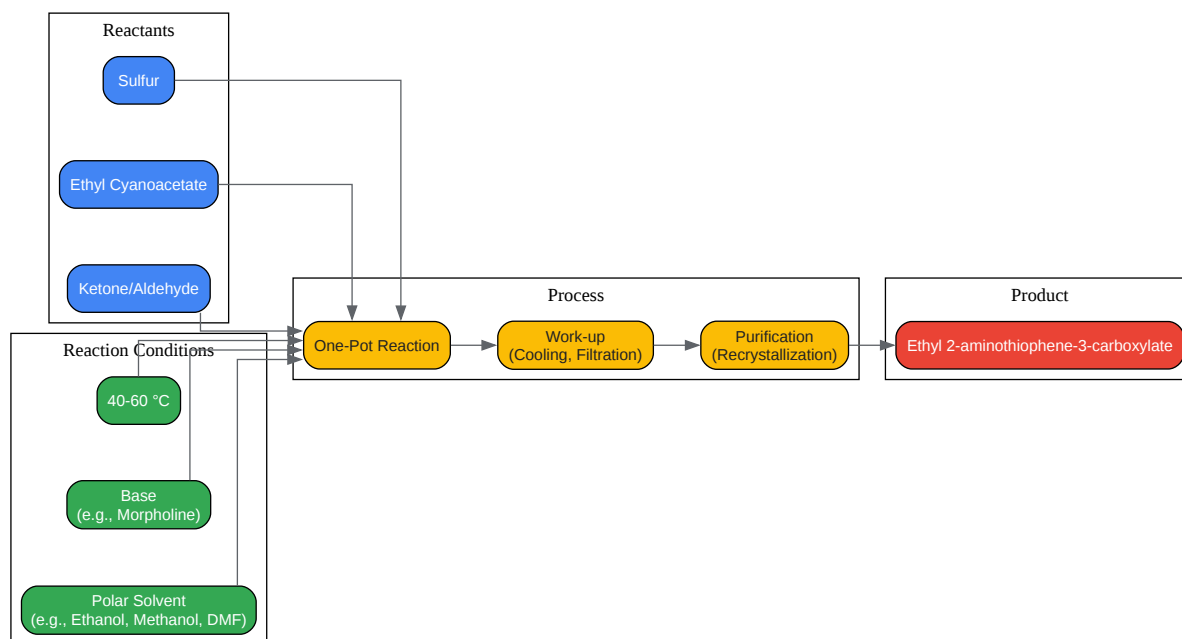 Reactants
Sulfur
Ethyl Cyanoacetate
Ketone/Aldehyde
Reaction Conditions
40-60 °C
Base
(e.g., Morpholine)
Polar Solvent
(e.g., Ethanol, Methanol, DMF)
Process
One-Pot Reaction
Work-up
(Cooling, Filtration)
Purification
(Recrystallization)
Product
Ethyl 2-aminothiophene-3-carboxylate